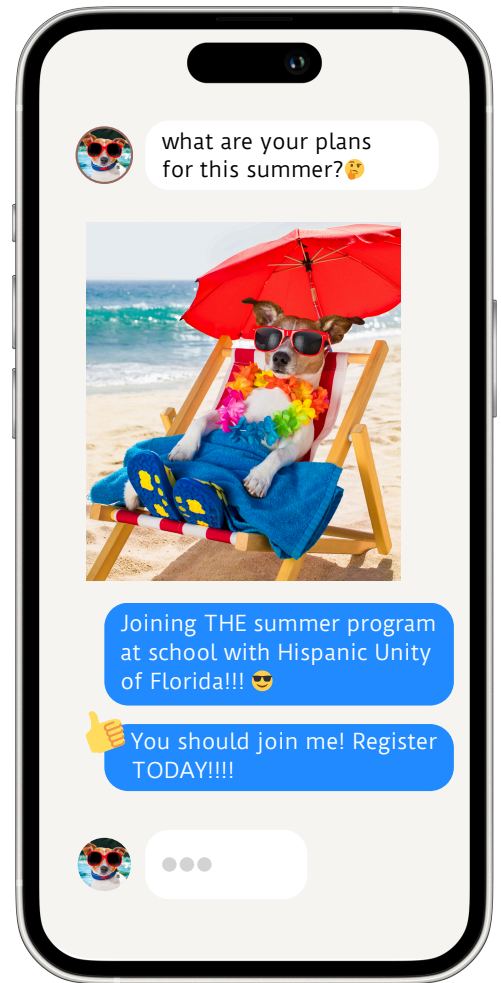 what are your plans
for this summer?🤔
Joining THE summer program
at school with Hispanic Unity
of Florida!!! 😎
You should join me! Register
TODAY!!!!